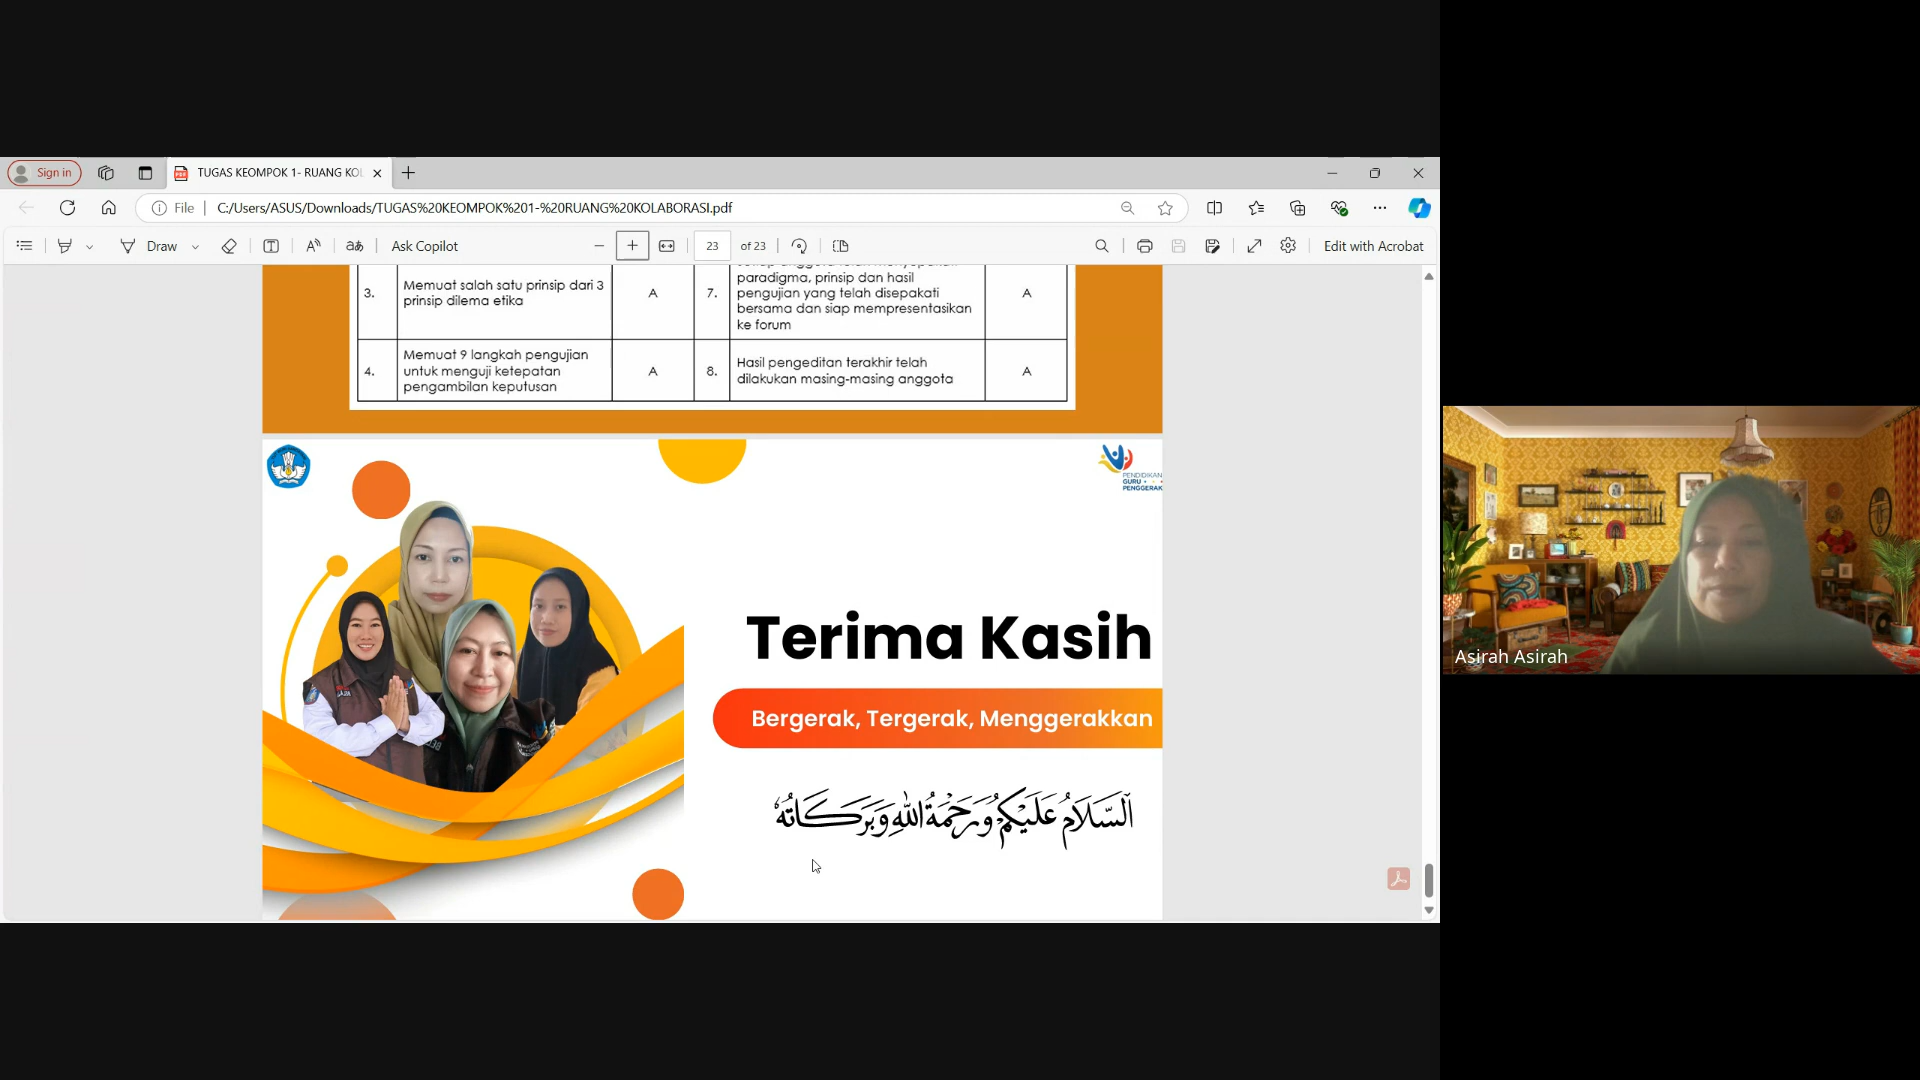 Sign in
TUGAS KEOMPOK 1- RUANG KOL
File
C:/Users/ASUS/Downloads/TUGAS%20KEOMPOK%201-%20RUANG%20KOLABORASI.pdf
Draw
Ask Copilot
23 of 23
Edit with Acrobat
3.
Memuat salah satu prinsip dari 3
prinsip dilema etika
A
7.
paradigma, prinsip dan hasil
pengujian yang telah disepakati
bersama dan siap mempresentasikan
ke forum
A
4.
Memuat 9 langkah pengujian
untuk menguji ketepatan
pengambilan keputusan
A
8.
Hasil pengeditan terakhir telah
dilakukan masing-masing anggota
A
PENDIDIKAN
GURU
PENGGERAK
Terima Kasih
Bergerak, Tergerak, Menggerakkan
اَلسَّلَامُ عَلَيْكُمْ وَرَحْمَةُ اللهِ وَبَرَكَاتُهُ
Asirah Asirah